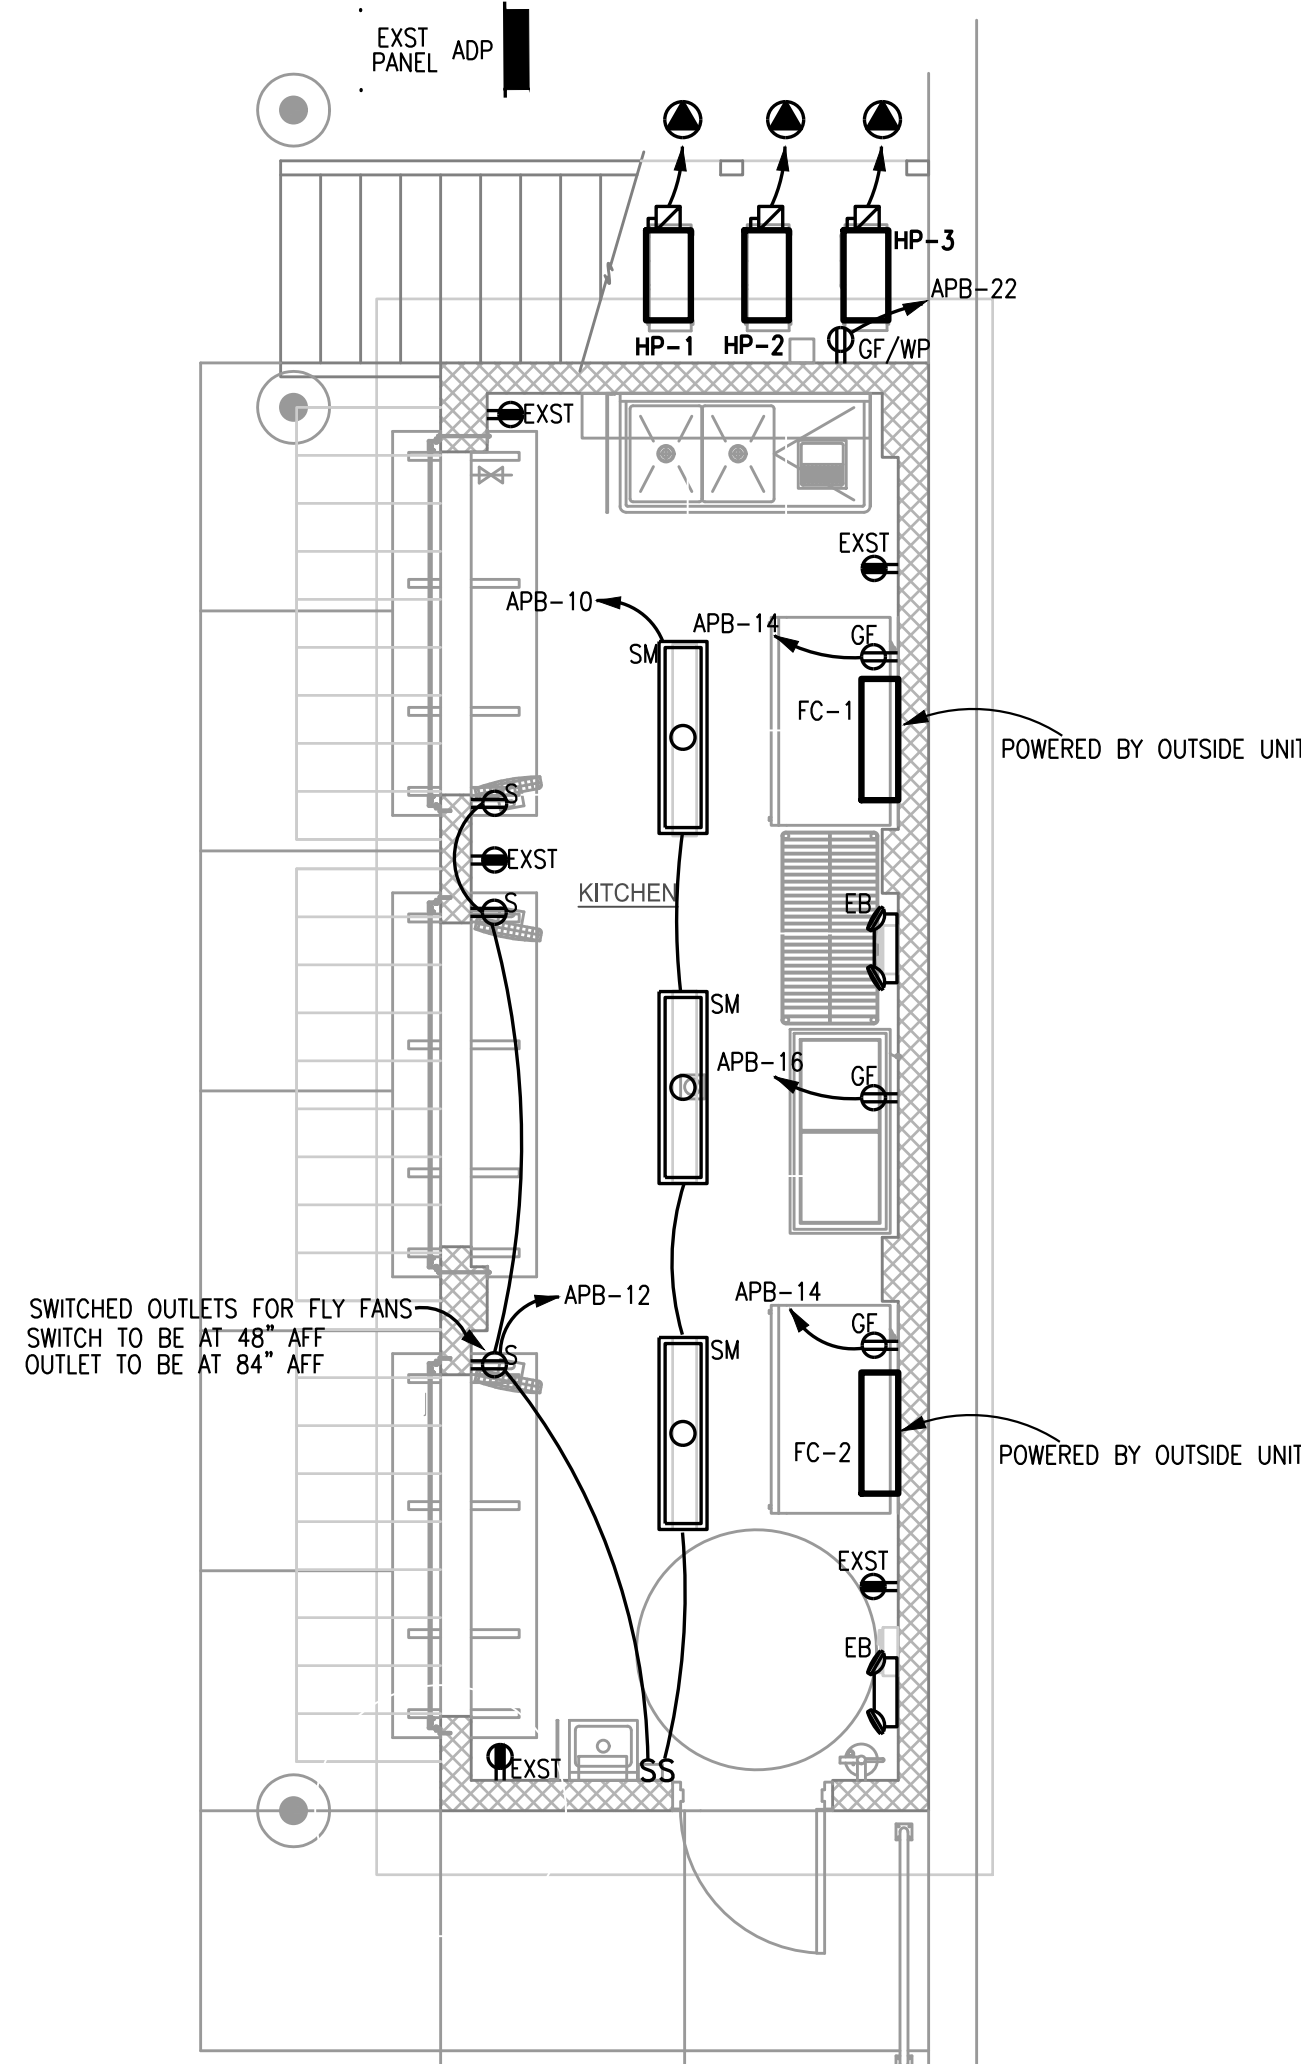 EXST
PANEL
ADP
HP-3
APB-22
HP-1
HP-2
GF/WP
EXST
EXST
APB-10
APB-14
GF
SM
FC-1
POWERED BY OUTSIDE UNIT
S
EXST
KITCHEN
S
EB
SM
APB-16
GF
APB-12
APB-14
SWITCHED OUTLETS FOR FLY FANS
SWITCH TO BE AT 48" AFF
OUTLET TO BE AT 84" AFF
GF
S
SM
FC-2
POWERED BY OUTSIDE UNIT
EXST
EB
EXST
SS